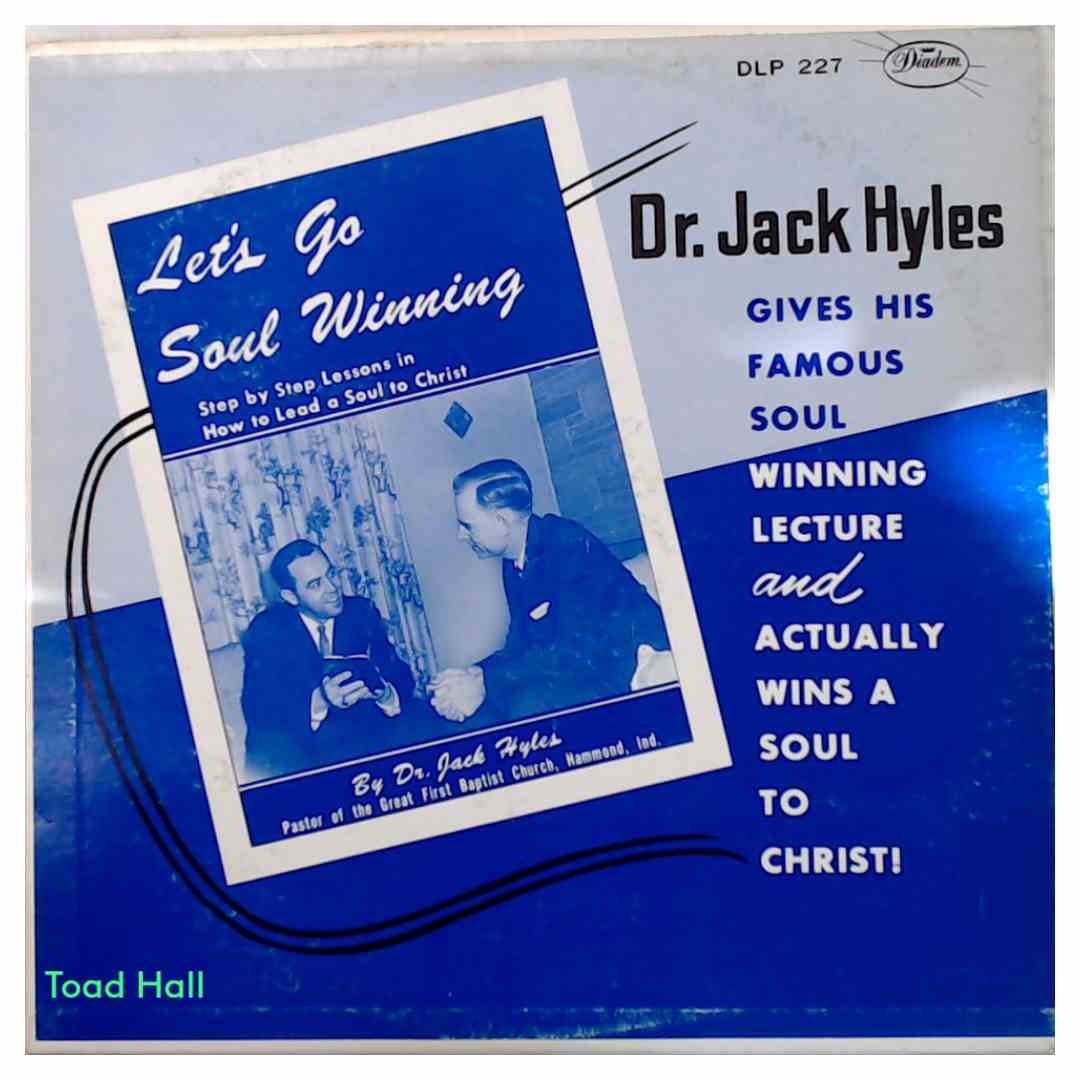 DLP 227
Diadem.
Let's Go
Soul Winning
Step by Step Lessons in
How to Lead a Soul to Christ
By Dr. Jack Hyles
Pastor of the Great First Baptist Church, Hammond, Ind.
Dr. Jack Hyles
GIVES HIS
FAMOUS
SOUL
WINNING
LECTURE
and
ACTUALLY
WINS A
SOUL
TO
CHRIST!
Toad Hall